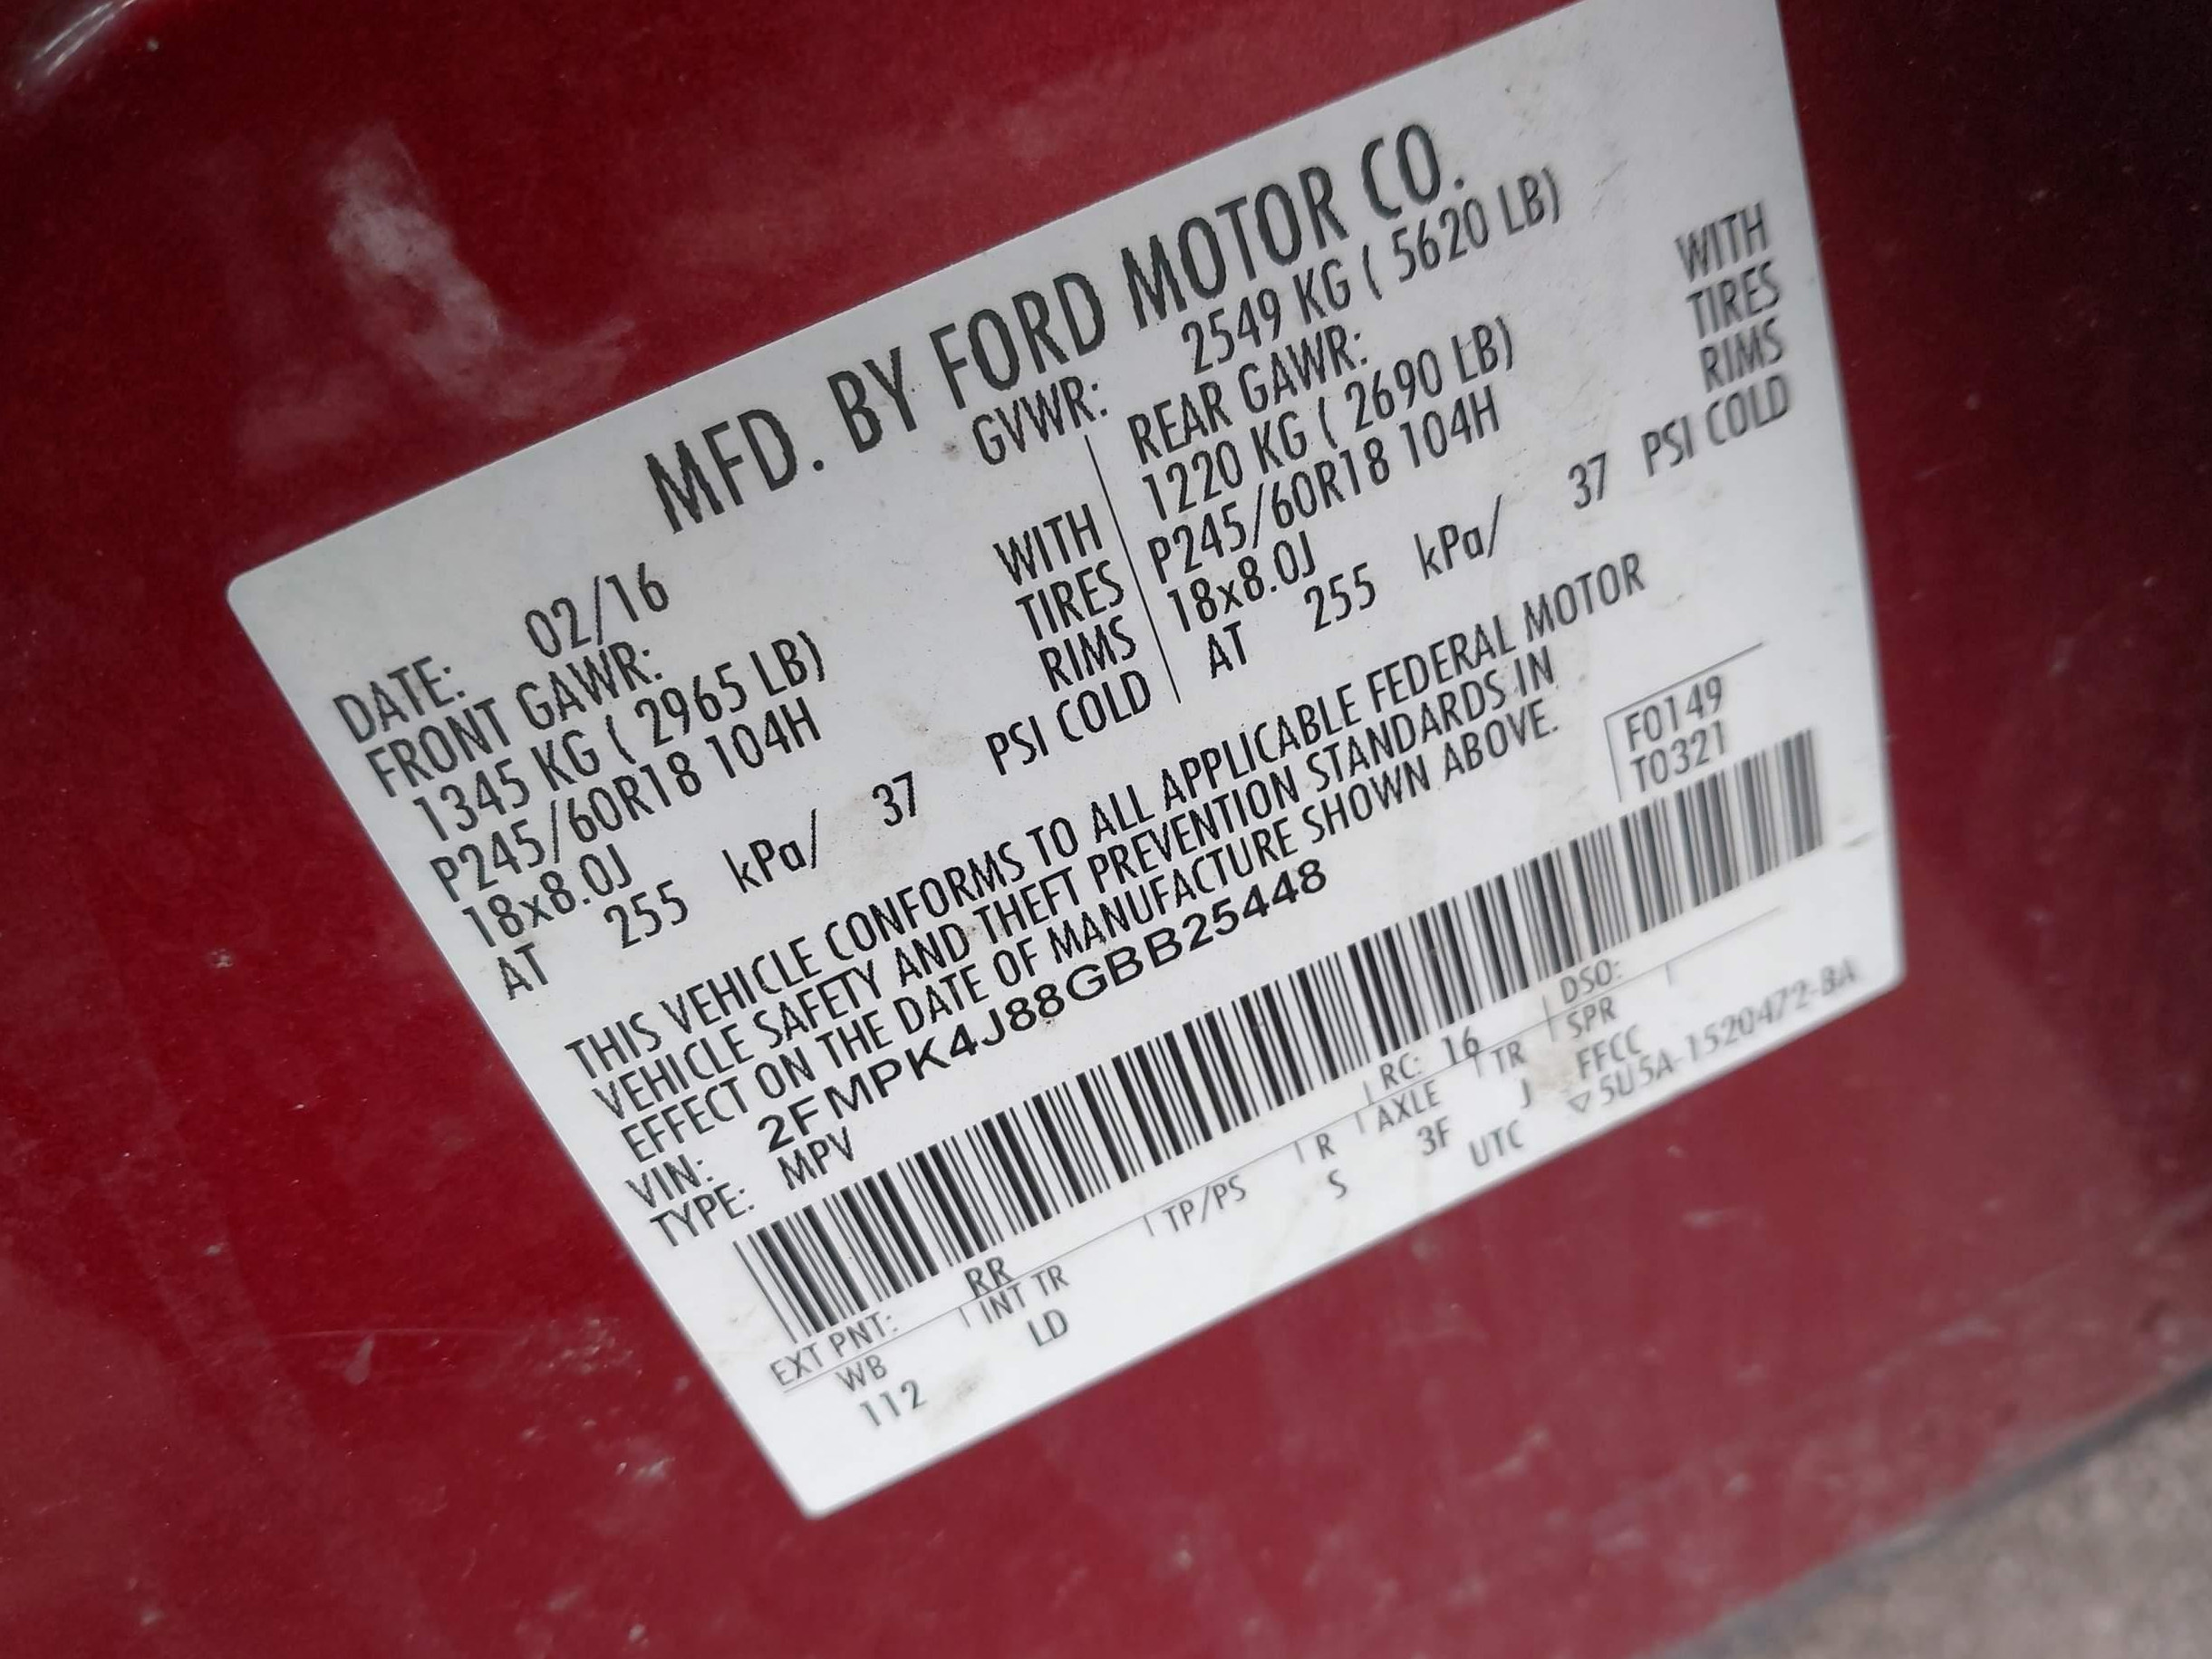 MFD. BY FORD MOTOR CO.
DATE: 02/16 GVWR: 2549 KG ( 5620 LB)
FRONT GAWR: REAR GAWR:
1345 KG ( 2965 LB) WITH 1220 KG ( 2690 LB) WITH
P245/60R18 104H TIRES P245/60R18 104H TIRES
18x8.0J RIMS 18x8.0J RIMS
AT 255 kPa/ 37 PSI COLD AT 255 kPa/ 37 PSI COLD
THIS VEHICLE CONFORMS TO ALL APPLICABLE FEDERAL MOTOR
VEHICLE SAFETY AND THEFT PREVENTION STANDARDS IN
EFFECT ON THE DATE OF MANUFACTURE SHOWN ABOVE.
VIN: 2FMPK4J88GBB25448 F0149
TYPE: MPV T0321
EXT PNT: RR RC: 16 DSO:
WB INT TR TP/PS R AXLE TR SPR
112 LD S 3F J FFCC
UTC ▽5U5A-1520472-BA